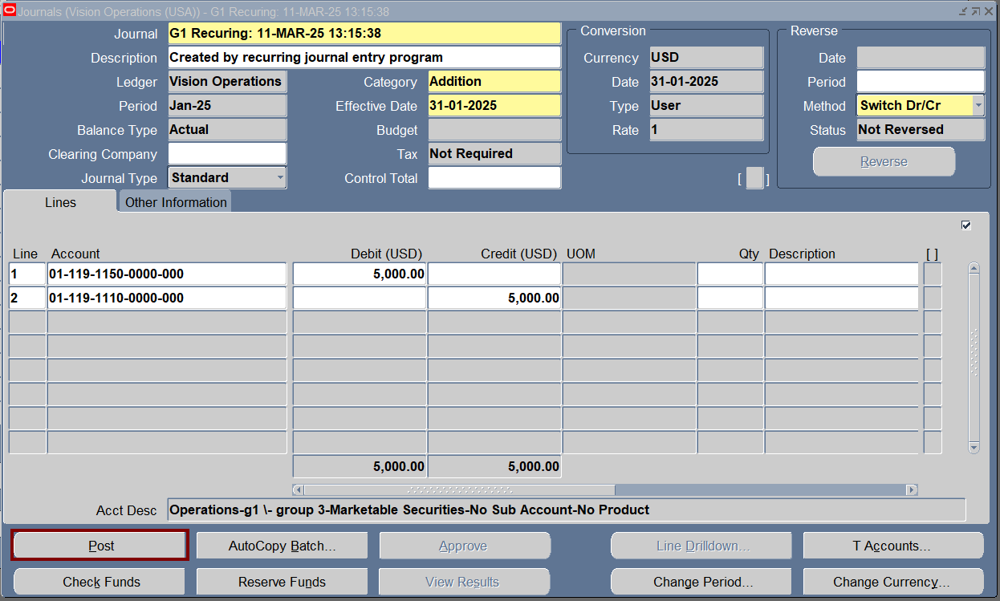 Journals (Vision Operations (USA)) - G1 Recuring: 11-MAR-25 13:15:38
Journal G1 Recuring: 11-MAR-25 13:15:38
Description Created by recurring journal entry program
Ledger Vision Operations Category Addition
Period Jan-25 Effective Date 31-01-2025
Balance Type Actual Budget
Clearing Company Tax Not Required
Journal Type Standard Control Total
Conversion
Currency USD
Date 31-01-2025
Type User
Rate 1
Reverse
Date
Period
Method Switch Dr/Cr
Status Not Reversed
Reverse
[ ]
Lines Other Information
Line Account Debit (USD) Credit (USD) UOM Qty Description [ ]
1 01-119-1150-0000-000 5,000.00
2 01-119-1110-0000-000 5,000.00
5,000.00 5,000.00
Acct Desc Operations-g1 \- group 3-Marketable Securities-No Sub Account-No Product
Post AutoCopy Batch... Approve Line Drilldown... T Accounts...
Check Funds Reserve Funds View Results Change Period... Change Currency...